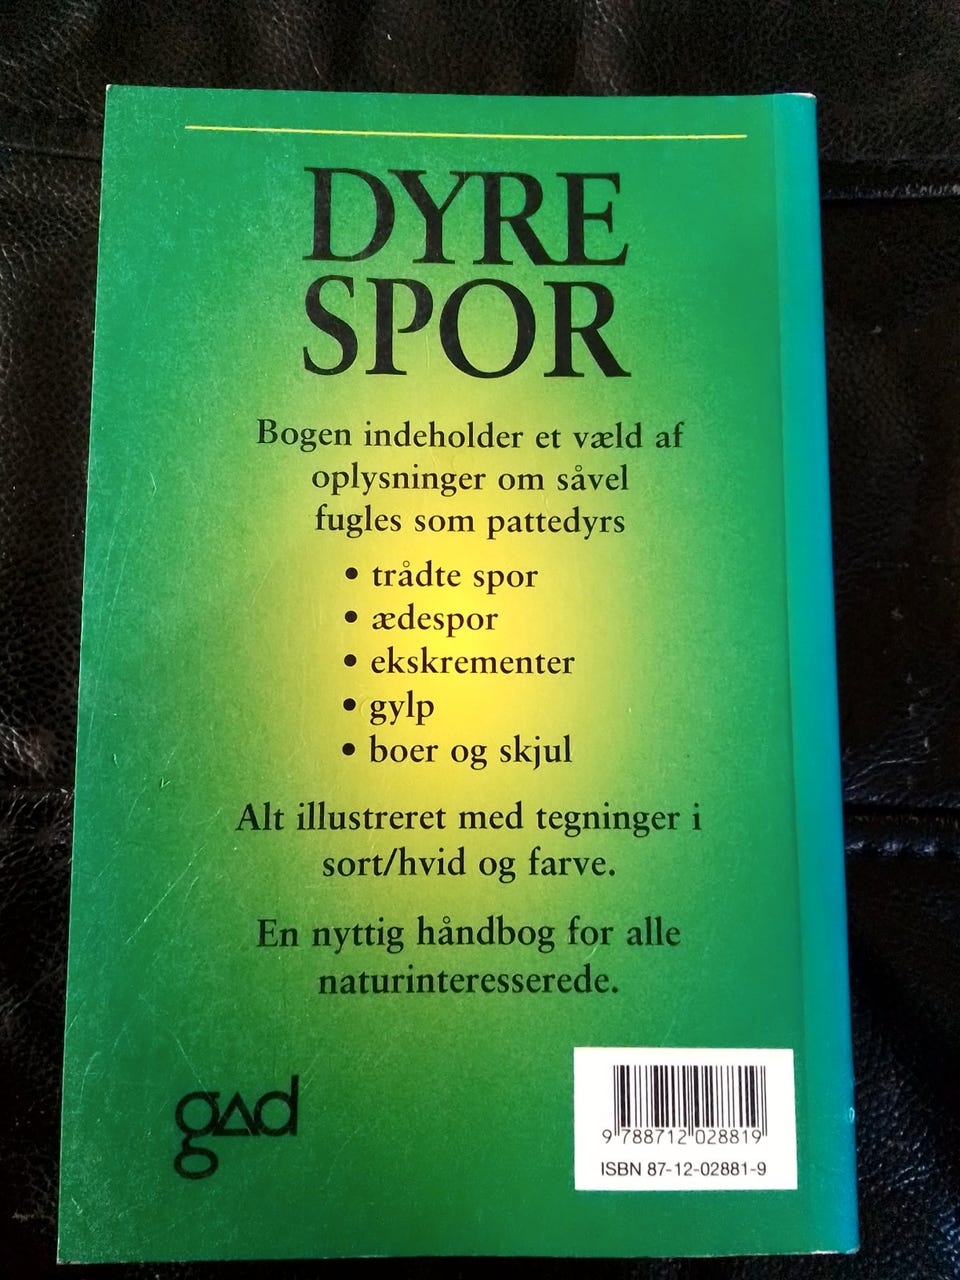 DYRE
SPOR
Bogen indeholder et væld af
oplysninger om såvel
fugles som pattedyrs
• trådte spor
• ædespor
• ekskrementer
• gylp
• boer og skjul
Alt illustreret med tegninger i
sort/hvid og farve.
En nyttig håndbog for alle
naturinteresserede.
gad
9 788712 028819
ISBN 87-12-02881-9